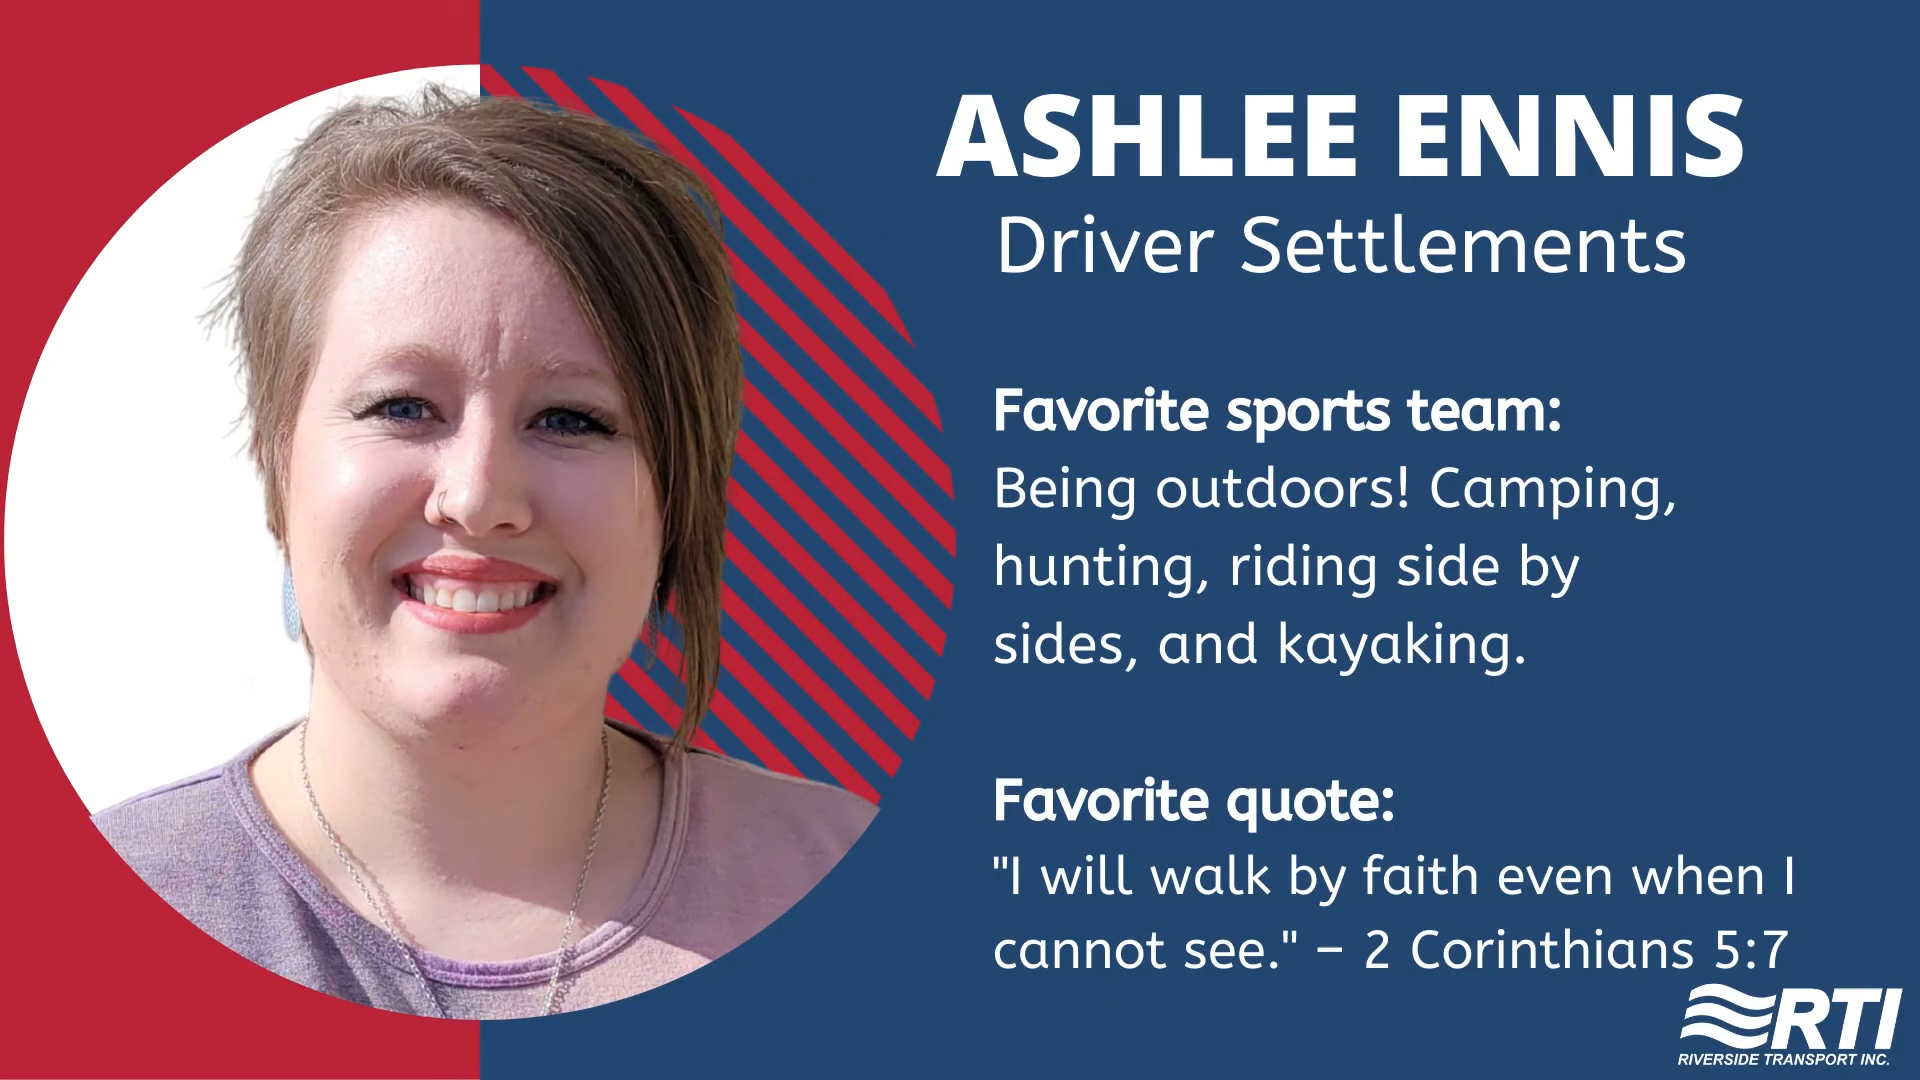 ASHLEE ENNIS
Driver Settlements
Favorite sports team:
Being outdoors! Camping,
hunting, riding side by
sides, and kayaking.
Favorite quote:
"I will walk by faith even when I
cannot see." – 2 Corinthians 5:7
RTI
RIVERSIDE TRANSPORT INC.